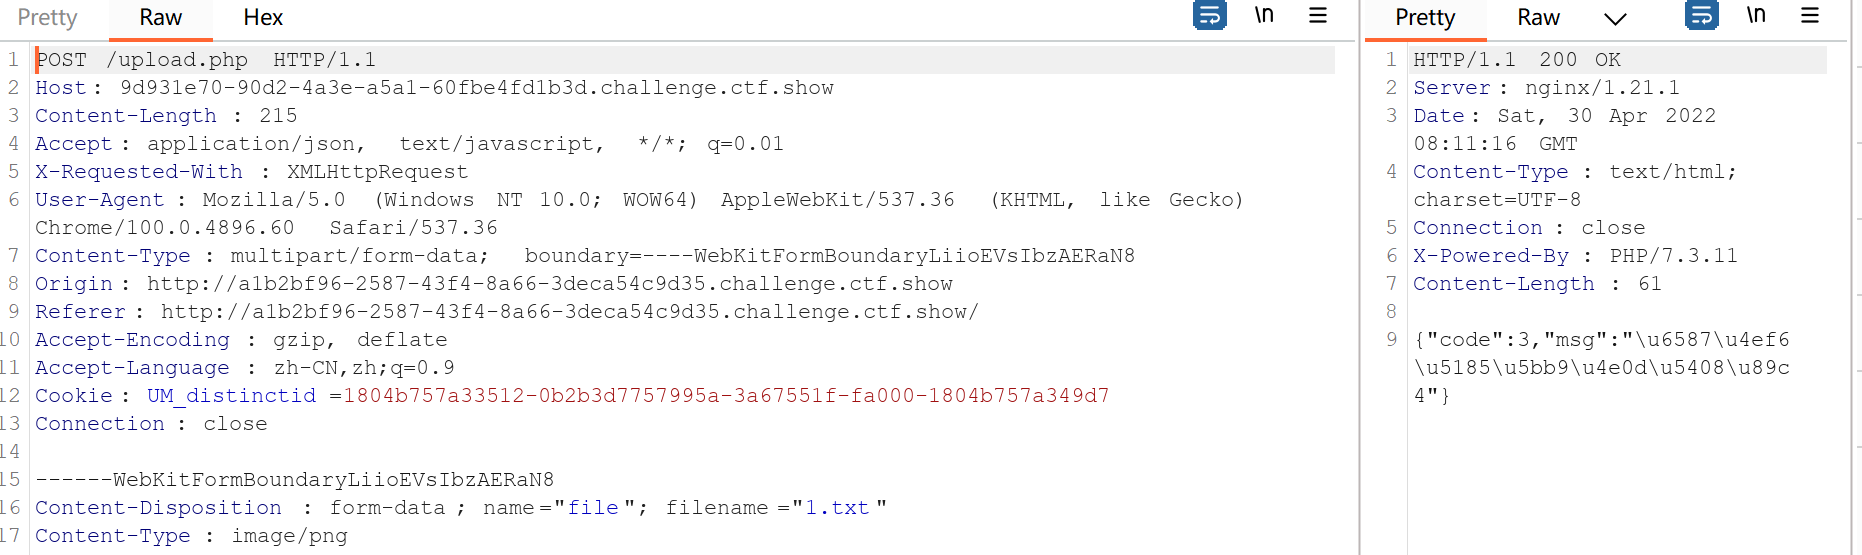 Pretty Raw Hex \n
1 POST /upload.php HTTP/1.1
2 Host: 9d931e70-90d2-4a3e-a5a1-60fbe4fd1b3d.challenge.ctf.show
3 Content-Length : 215
4 Accept: application/json, text/javascript, */*; q=0.01
5 X-Requested-With : XMLHttpRequest
6 User-Agent : Mozilla/5.0 (Windows NT 10.0; WOW64) AppleWebKit/537.36 (KHTML, like Gecko)
Chrome/100.0.4896.60 Safari/537.36
7 Content-Type : multipart/form-data; boundary=----WebKitFormBoundaryLiioEVsIbzAERaN8
8 Origin: http://a1b2bf96-2587-43f4-8a66-3deca54c9d35.challenge.ctf.show
9 Referer: http://a1b2bf96-2587-43f4-8a66-3deca54c9d35.challenge.ctf.show/
10 Accept-Encoding : gzip, deflate
11 Accept-Language : zh-CN,zh;q=0.9
12 Cookie: UM_distinctid =1804b757a33512-0b2b3d7757995a-3a67551f-fa000-1804b757a349d7
13 Connection : close
14
15 ------WebKitFormBoundaryLiioEVsIbzAERaN8
16 Content-Disposition : form-data ; name="file"; filename ="1.txt"
17 Content-Type : image/png
Pretty Raw \n
1 HTTP/1.1 200 OK
2 Server: nginx/1.21.1
3 Date: Sat, 30 Apr 2022
08:11:16 GMT
4 Content-Type : text/html;
charset=UTF-8
5 Connection : close
6 X-Powered-By : PHP/7.3.11
7 Content-Length : 61
8
9 {"code":3,"msg":"\u6587\u4ef6
\u5185\u5bb9\u4e0d\u5408\u89c
4"}